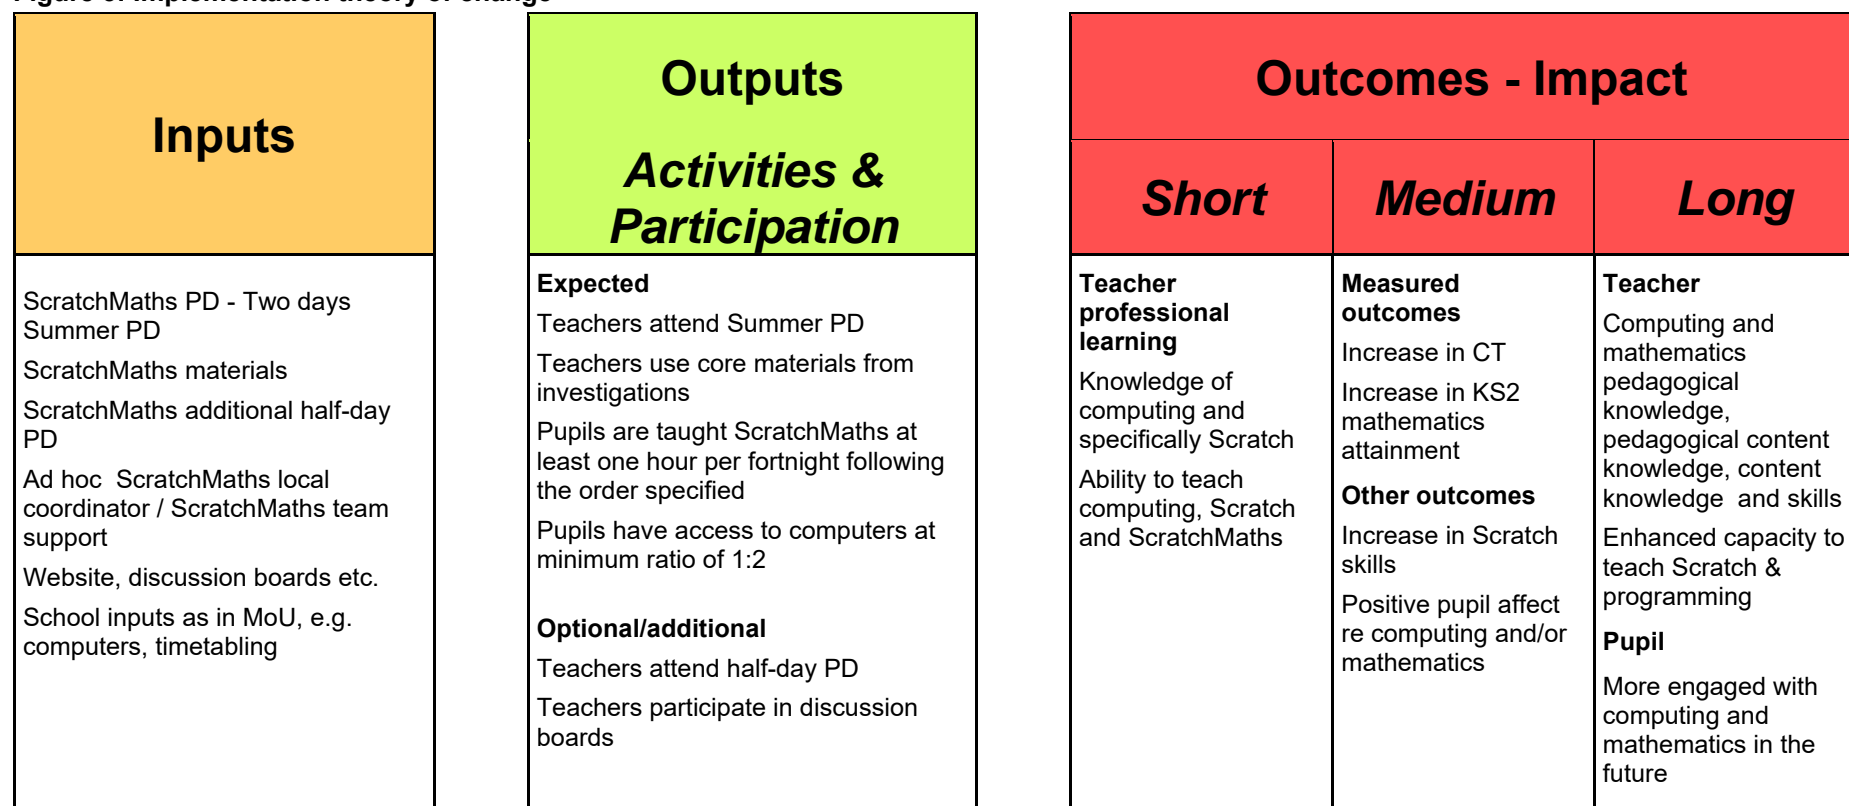 Inputs
ScratchMaths PD - Two days
Summer PD
ScratchMaths materials
ScratchMaths additional half-day
PD
Ad hoc  ScratchMaths local
coordinator / ScratchMaths team
support
Website, discussion boards etc.
School inputs as in MoU, e.g.
computers, timetabling
Outputs
Activities &
Participation
Expected
Teachers attend Summer PD
Teachers use core materials from
investigations
Pupils are taught ScratchMaths at
least one hour per fortnight following
the order specified
Pupils have access to computers at
minimum ratio of 1:2
Optional/additional
Teachers attend half-day PD
Teachers participate in discussion
boards
Outcomes - Impact
Short
Teacher
professional
learning
Knowledge of
computing and
specifically Scratch
Ability to teach
computing, Scratch
and ScratchMaths
Medium
Measured
outcomes
Increase in CT
Increase in KS2
mathematics
attainment
Other outcomes
Increase in Scratch
skills
Positive pupil affect
re computing and/or
mathematics
Long
Teacher
Computing and
mathematics
pedagogical
knowledge,
pedagogical content
knowledge, content
knowledge  and skills
Enhanced capacity to
teach Scratch &
programming
Pupil
More engaged with
computing and
mathematics in the
future